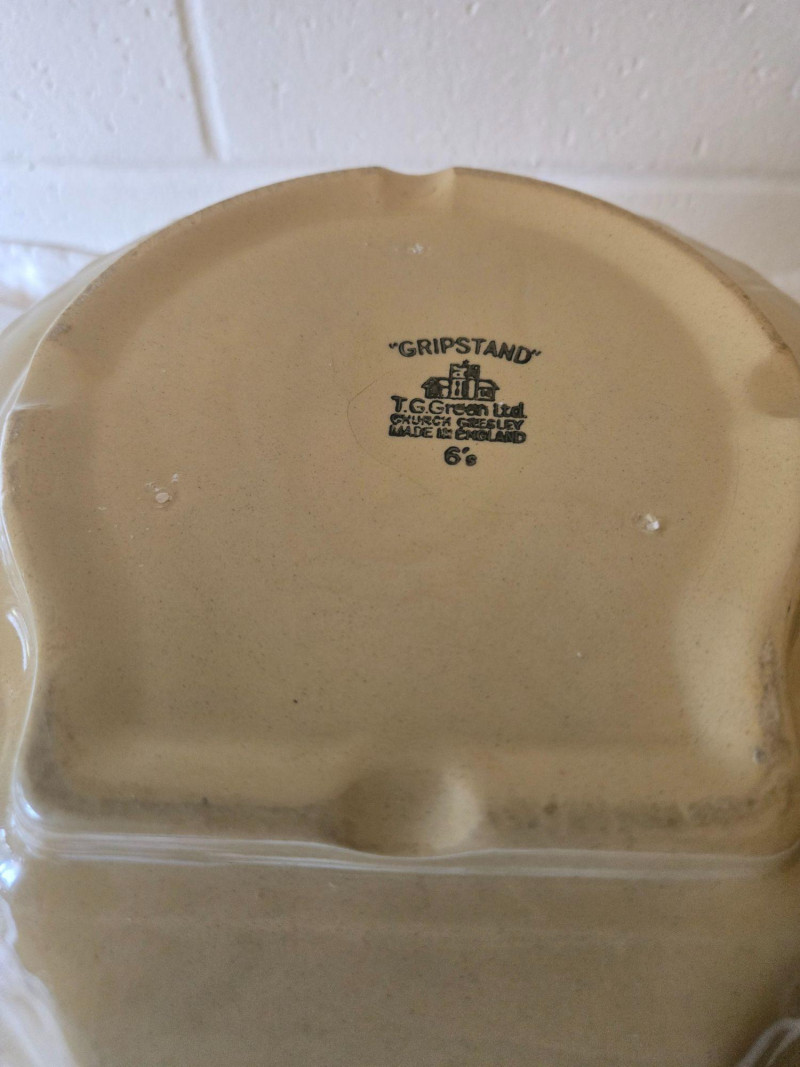 "GRIPSTAND"
T.G.Green Ltd.
CHURCH GRESLEY
MADE IN ENGLAND
6's